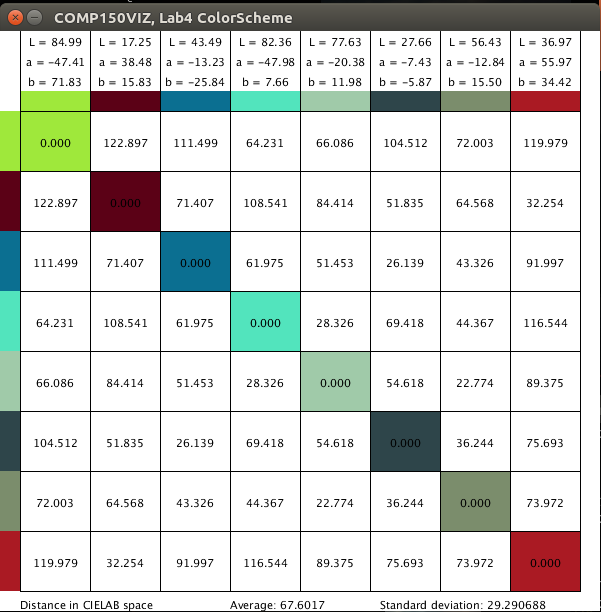 COMP150VIZ, Lab4 ColorScheme
L = 84.99 L = 17.25 L = 43.49 L = 82.36 L = 77.63 L = 27.66 L = 56.43 L = 36.97
a = -47.41 a = 38.48 a = -13.23 a = -47.98 a = -20.38 a = -7.43 a = -12.84 a = 55.97
b = 71.83 b = 15.83 b = -25.84 b = 7.66 b = 11.98 b = -5.87 b = 15.50 b = 34.42
0.000 122.897 111.499 64.231 66.086 104.512 72.003 119.979
122.897 0.000 71.407 108.541 84.414 51.835 64.568 32.254
111.499 71.407 0.000 61.975 51.453 26.139 43.326 91.997
64.231 108.541 61.975 0.000 28.326 69.418 44.367 116.544
66.086 84.414 51.453 28.326 0.000 54.618 22.774 89.375
104.512 51.835 26.139 69.418 54.618 0.000 36.244 75.693
72.003 64.568 43.326 44.367 22.774 36.244 0.000 73.972
119.979 32.254 91.997 116.544 89.375 75.693 73.972 0.000
Distance in CIELAB space Average: 67.6017 Standard deviation: 29.290688